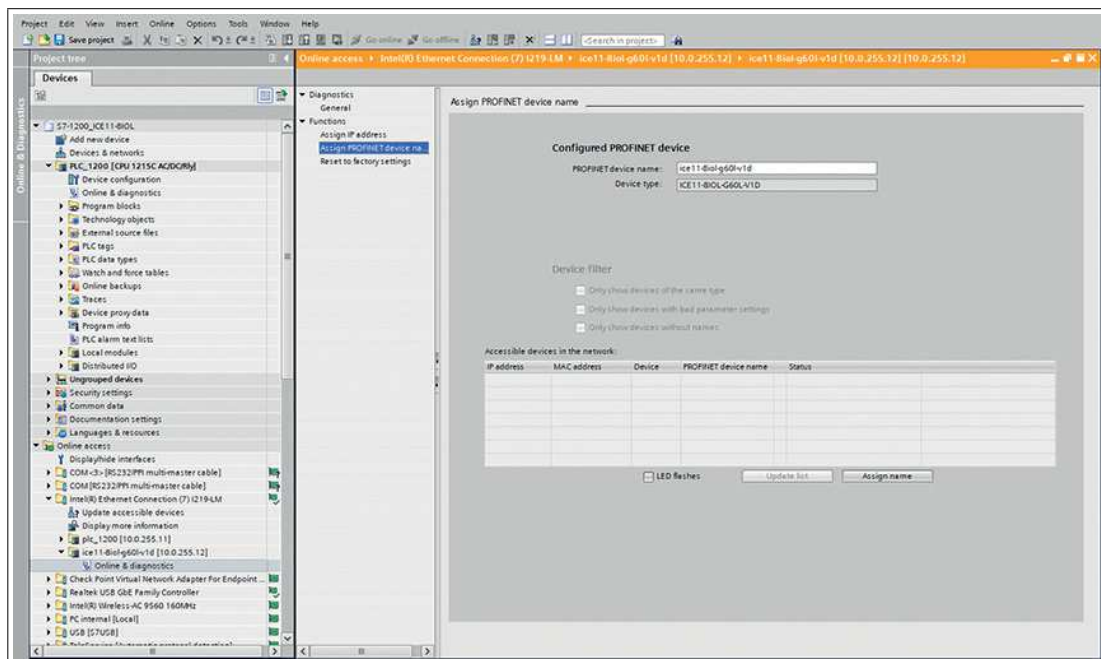 Project Edit View Insert Online Options Tools Window Help
Save project Go online Go offline <Search in project>
Project tree
Online access ▸ Intel(R) Ethernet Connection (7) I219-LM ▸ ice11-8iol-g60l-v1d [10.0.255.12] ▸ ice11-8iol-g60l-v1d [10.0.255.12] [10.0.255.12]
Devices
Online & Diagnostics
S7-1200_ICE11-8IOL
Add new device
Devices & networks
PLC_1200 [CPU 1215C AC/DC/Rly]
Device configuration
Online & diagnostics
Program blocks
Technology objects
External source files
PLC tags
PLC data types
Watch and force tables
Online backups
Traces
Device proxy data
Program info
PLC alarm text lists
Local modules
Distributed I/O
Ungrouped devices
Security settings
Common data
Documentation settings
Languages & resources
Online access
Display/hide interfaces
COM <3> [RS232/PPI multi-master cable]
COM [RS232/PPI multi-master cable]
Intel(R) Ethernet Connection (7) I219-LM
Update accessible devices
Display more information
plc_1200 [10.0.255.11]
ice11-8iol-g60l-v1d [10.0.255.12]
Online & diagnostics
Check Point Virtual Network Adapter For Endpoint ...
Realtek USB GbE Family Controller
Intel(R) Wireless-AC 9560 160MHz
PC internal [Local]
USB [S7USB]
Diagnostics
General
Functions
Assign IP address
Assign PROFINET device na...
Reset to factory settings
Assign PROFINET device name
Configured PROFINET device
PROFINET device name: ice11-8iol-g60l-v1d
Device type: ICE11-8IOL-G60L-V1D
Device filter
Only show devices of the same type
Only show devices with bad parameter settings
Only show devices without names
Accessible devices in the network:
IP address MAC address Device PROFINET device name Status
LED flashes Update list Assign name